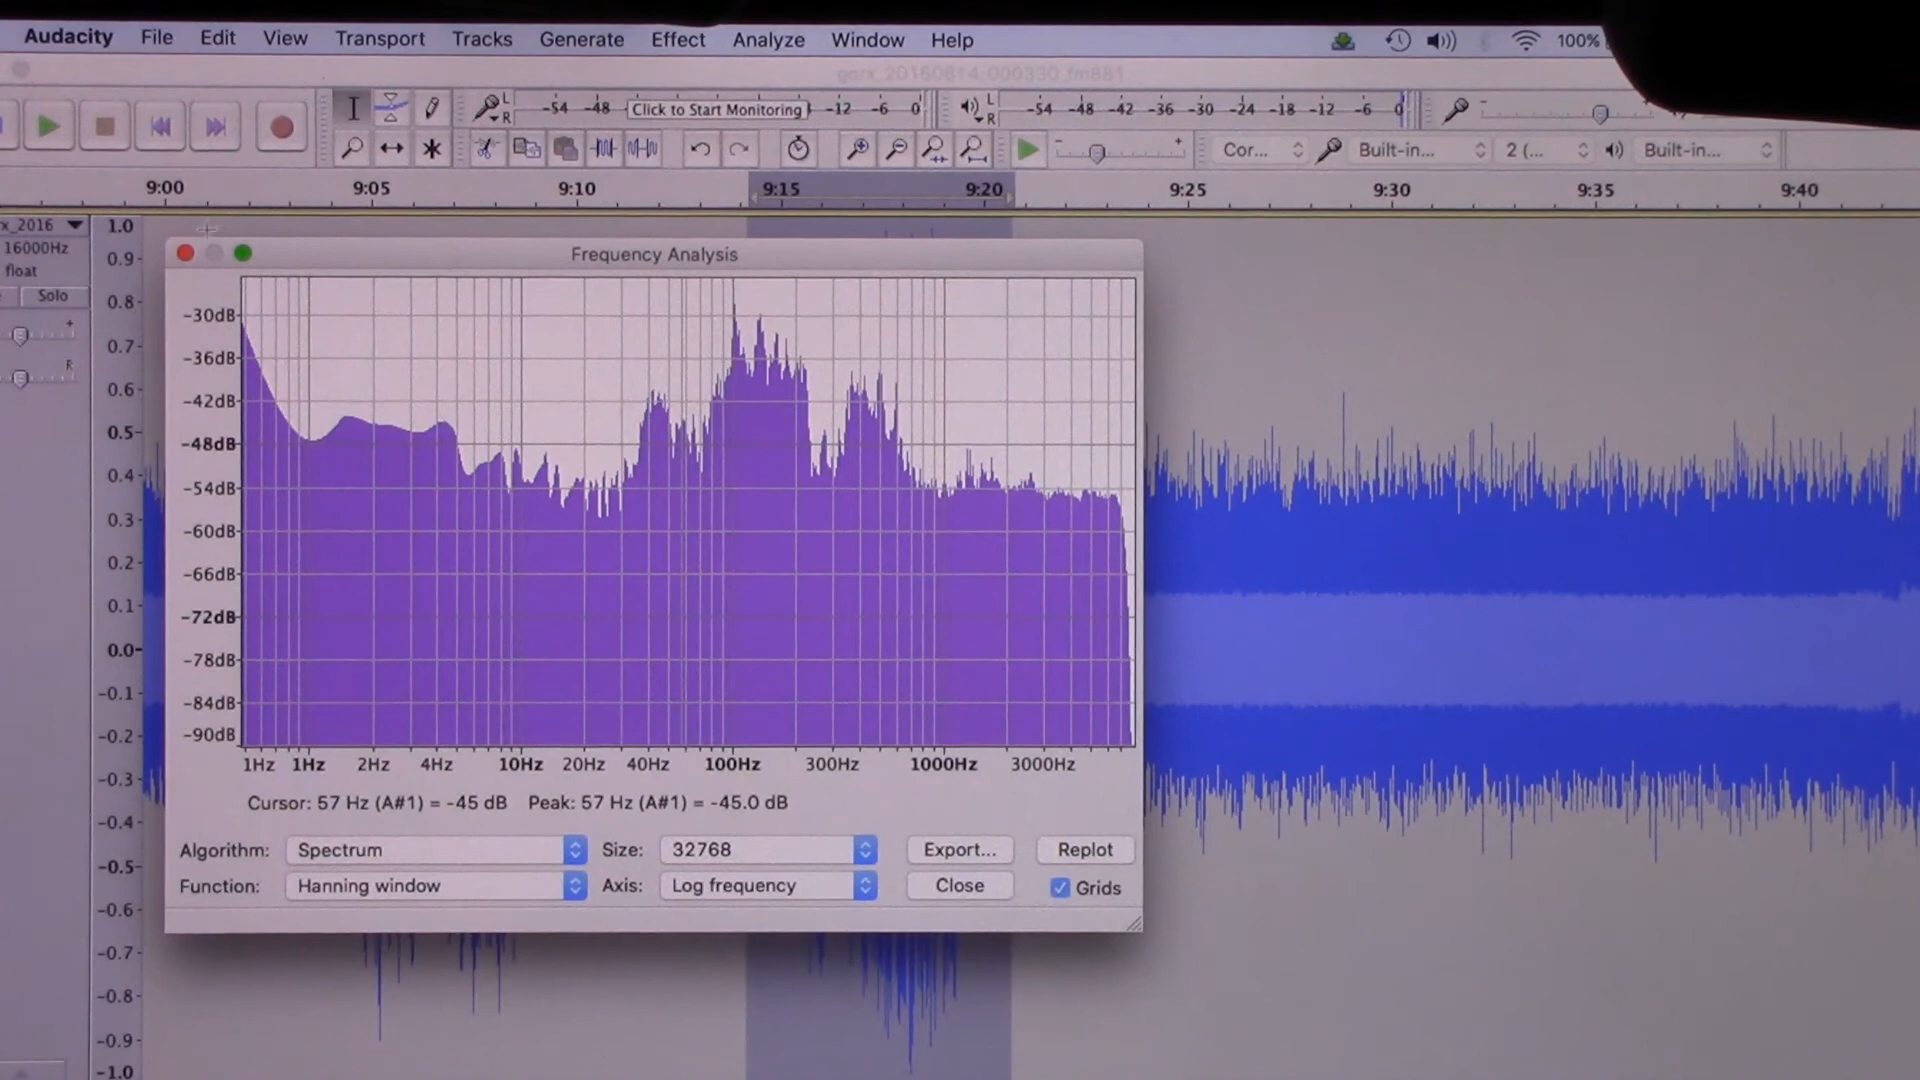 Audacity File Edit View Transport Tracks Generate Effect Analyze Window Help 100%
L R -54 -48 Click to Start Monitoring -12 -6 0 L R -54 -48 -42 -36 -30 -24 -18 -12 -6 0
Cor... Built-in... 2 (... Built-in...
9:00 9:05 9:10 9:15 9:20 9:25 9:30 9:35 9:40
x_2016
16000Hz
float
Solo
R
1.0
0.9
0.8
0.7
0.6
0.5
0.4
0.3
0.2
0.1
0.0
-0.1
-0.2
-0.3
-0.4
-0.5
-0.6
-0.7
-0.8
-0.9
-1.0
Frequency Analysis
-30dB
-36dB
-42dB
-48dB
-54dB
-60dB
-66dB
-72dB
-78dB
-84dB
-90dB
1Hz 1Hz 2Hz 4Hz 10Hz 20Hz 40Hz 100Hz 300Hz 1000Hz 3000Hz
Cursor: 57 Hz (A#1) = -45 dB Peak: 57 Hz (A#1) = -45.0 dB
Algorithm: Spectrum Size: 32768 Export... Replot
Function: Hanning window Axis: Log frequency Close Grids